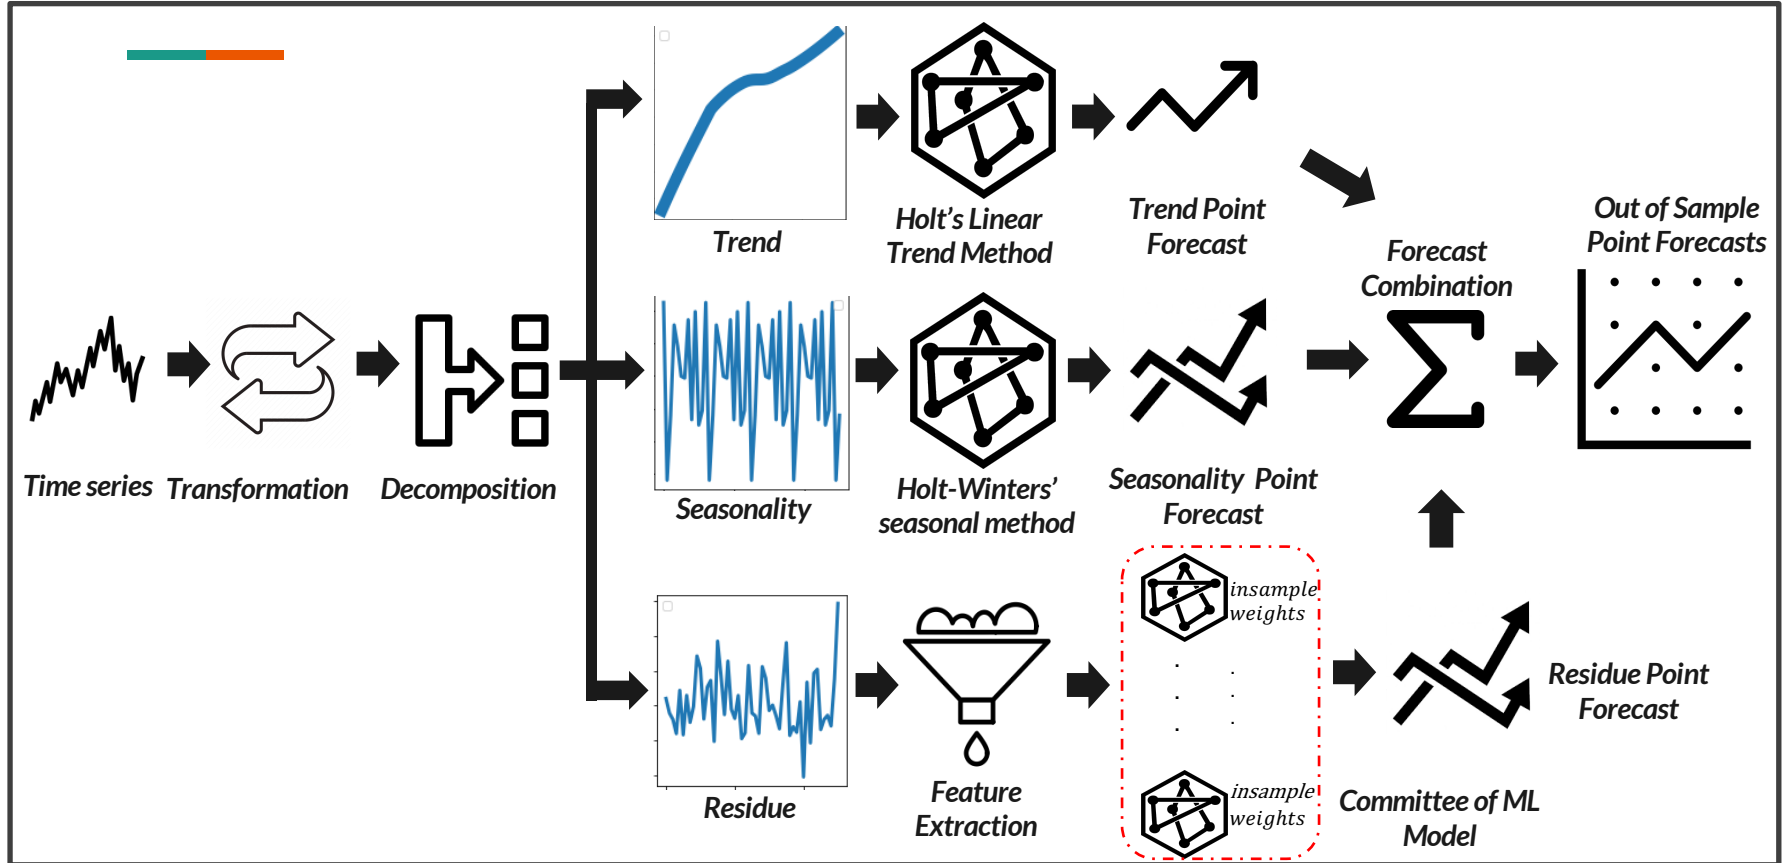 Time series
Transformation
Decomposition
Trend
Holt's Linear
Trend Method
Trend Point
Forecast
Seasonality
Holt-Winters'
seasonal method
Seasonality Point
Forecast
Residue
Feature
Extraction
insample
weights
insample
weights
Committee of ML
Model
Residue Point
Forecast
Forecast
Combination
Out of Sample
Point Forecasts